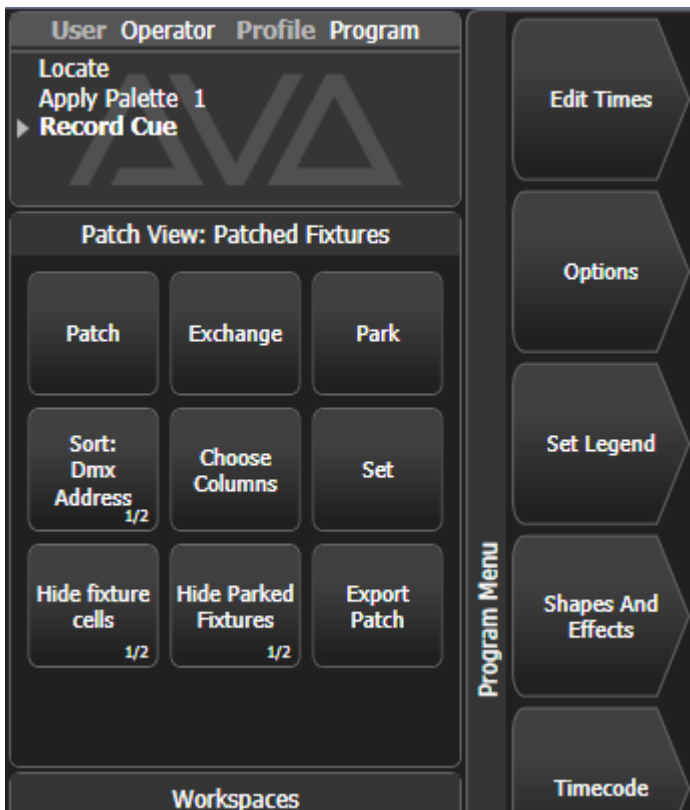 User Operator Profile Program
Locate
Apply Palette 1
Record Cue
AVO
Patch View: Patched Fixtures
Patch
Exchange
Park
Sort:
Dmx
Address
1/2
Choose
Columns
Set
Hide fixture
cells
1/2
Hide Parked
Fixtures
1/2
Export
Patch
Workspaces
Program Menu
Edit Times
Options
Set Legend
Shapes And
Effects
Timecode